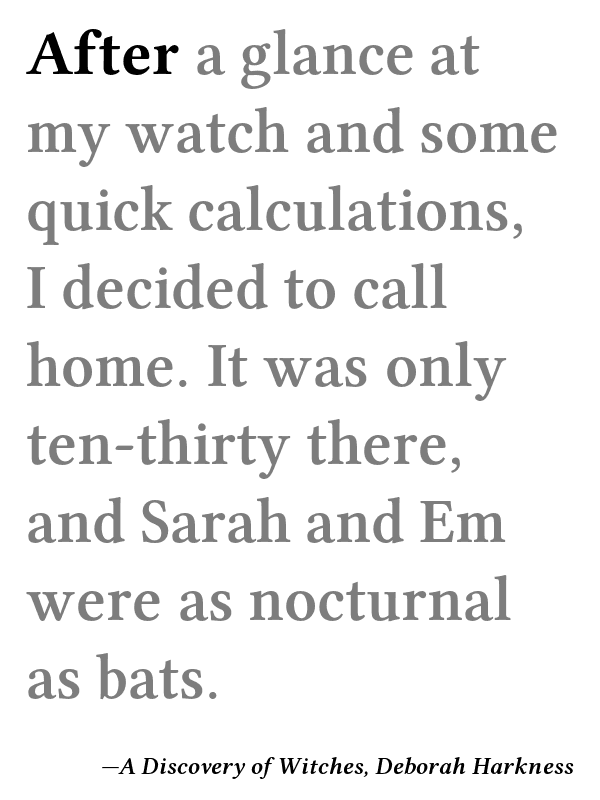 After a glance at
my watch and some
quick calculations,
I decided to call
home. It was only
ten-thirty there,
and Sarah and Em
were as nocturnal
as bats.
—A Discovery of Witches, Deborah Harkness